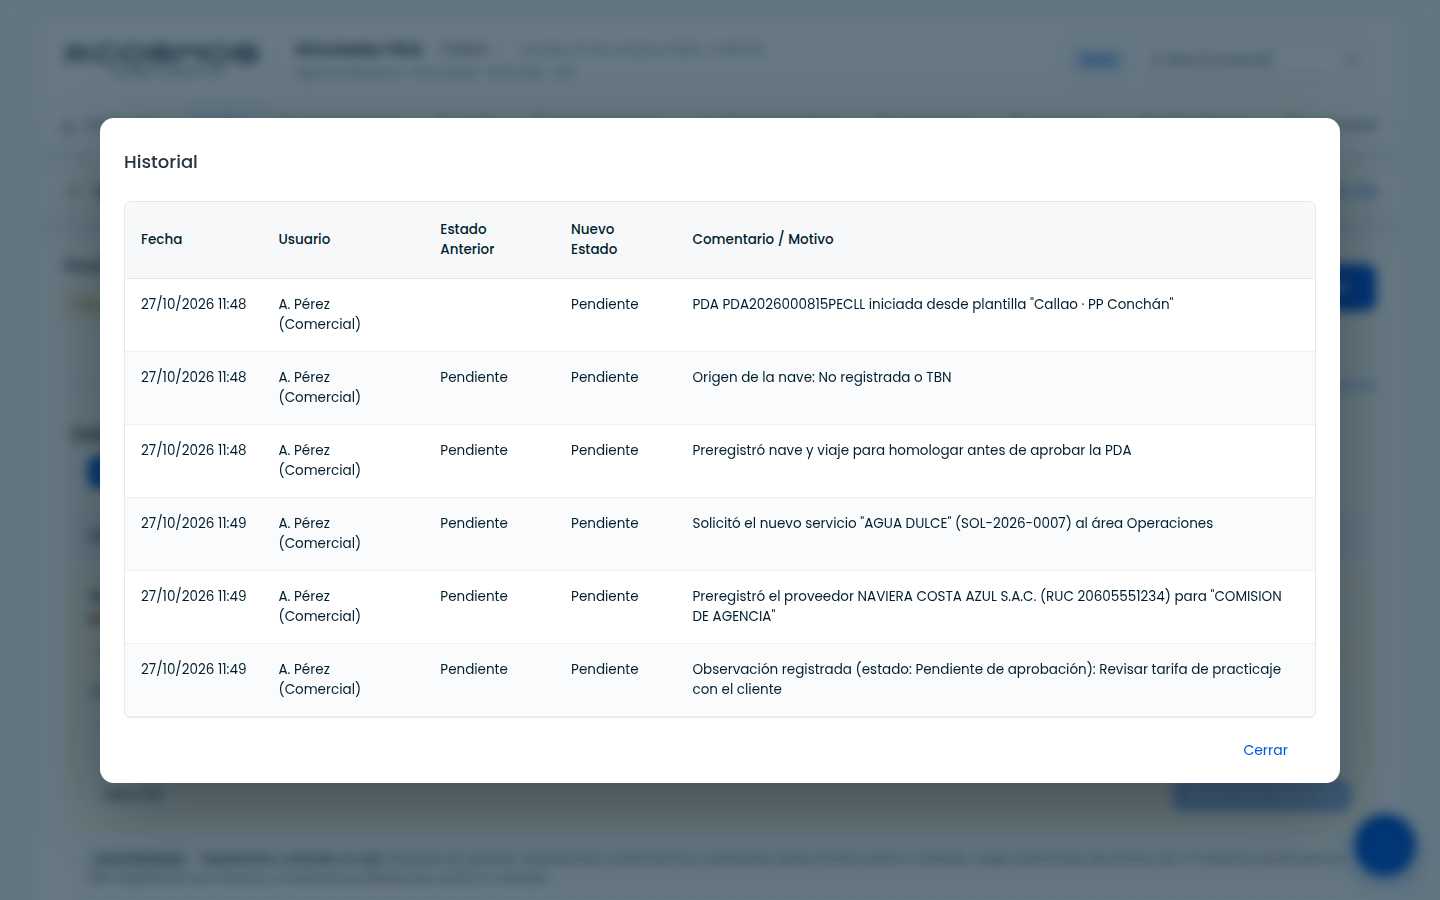 Historial
Fecha
Usuario
Estado
Anterior
Nuevo
Estado
Comentario / Motivo
27/10/2026 11:48
A. Pérez
(Comercial)
Pendiente
PDA PDA2026000815PECLL iniciada desde plantilla "Callao · PP Conchán"
27/10/2026 11:48
A. Pérez
(Comercial)
Pendiente
Pendiente
Origen de la nave: No registrada o TBN
27/10/2026 11:48
A. Pérez
(Comercial)
Pendiente
Pendiente
Preregistró nave y viaje para homologar antes de aprobar la PDA
27/10/2026 11:49
A. Pérez
(Comercial)
Pendiente
Pendiente
Solicitó el nuevo servicio "AGUA DULCE" (SOL-2026-0007) al área Operaciones
27/10/2026 11:49
A. Pérez
(Comercial)
Pendiente
Pendiente
Preregistró el proveedor NAVIERA COSTA AZUL S.A.C. (RUC 20605551234) para "COMISION
DE AGENCIA"
27/10/2026 11:49
A. Pérez
(Comercial)
Pendiente
Pendiente
Observación registrada (estado: Pendiente de aprobación): Revisar tarifa de practicaje
con el cliente
Cerrar